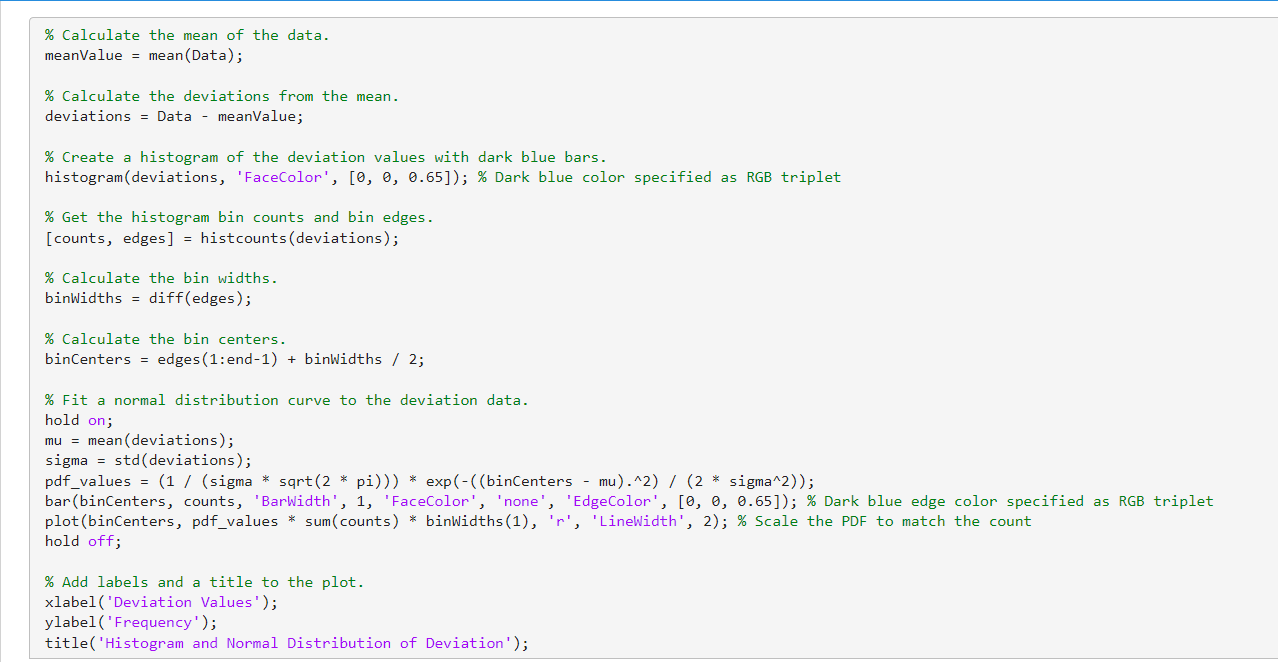 % Calculate the mean of the data.
meanValue = mean(Data);
% Calculate the deviations from the mean.
deviations = Data - meanValue;
% Create a histogram of the deviation values with dark blue bars.
histogram(deviations, 'FaceColor', [0, 0, 0.65]); % Dark blue color specified as RGB triplet
% Get the histogram bin counts and bin edges.
[counts, edges] = histcounts(deviations);
% Calculate the bin widths.
binWidths = diff(edges);
% Calculate the bin centers.
binCenters = edges(1:end-1) + binWidths / 2;
% Fit a normal distribution curve to the deviation data.
hold on;
mu = mean(deviations);
sigma = std(deviations);
pdf_values = (1 / (sigma * sqrt(2 * pi))) * exp(-((binCenters - mu).^2) / (2 * sigma^2));
bar(binCenters, counts, 'BarWidth', 1, 'FaceColor', 'none', 'EdgeColor', [0, 0, 0.65]); % Dark blue edge color specified as RGB triplet
plot(binCenters, pdf_values * sum(counts) * binWidths(1), 'r', 'LineWidth', 2); % Scale the PDF to match the count
hold off;
% Add labels and a title to the plot.
xlabel('Deviation Values');
ylabel('Frequency');
title('Histogram and Normal Distribution of Deviation');